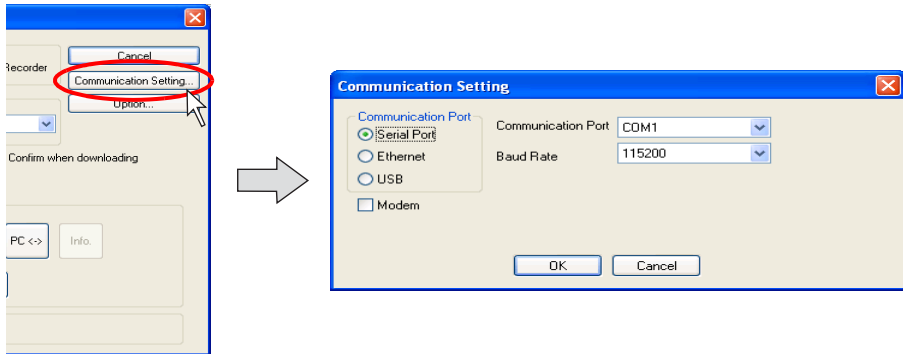 Recorder
Cancel
Communication Setting...
Option...
Confirm when downloading
PC <->
Info.
Communication Setting
Communication Port
Serial Port
Ethernet
USB
Modem
Communication Port COM1
Baud Rate 115200
OK Cancel